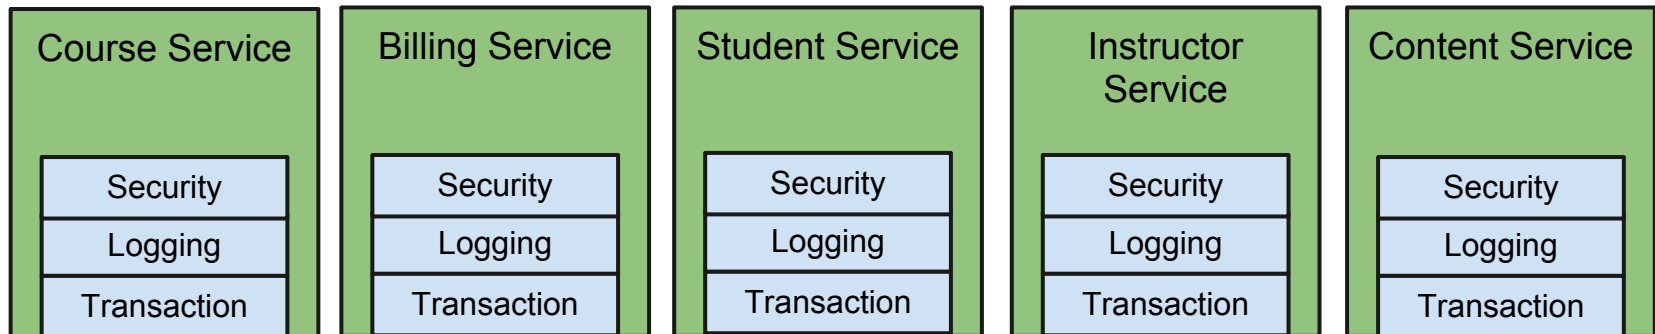 Course Service
Security
Logging
Transaction
Billing Service
Security
Logging
Transaction
Student Service
Security
Logging
Transaction
Instructor
Service
Security
Logging
Transaction
Content Service
Security
Logging
Transaction